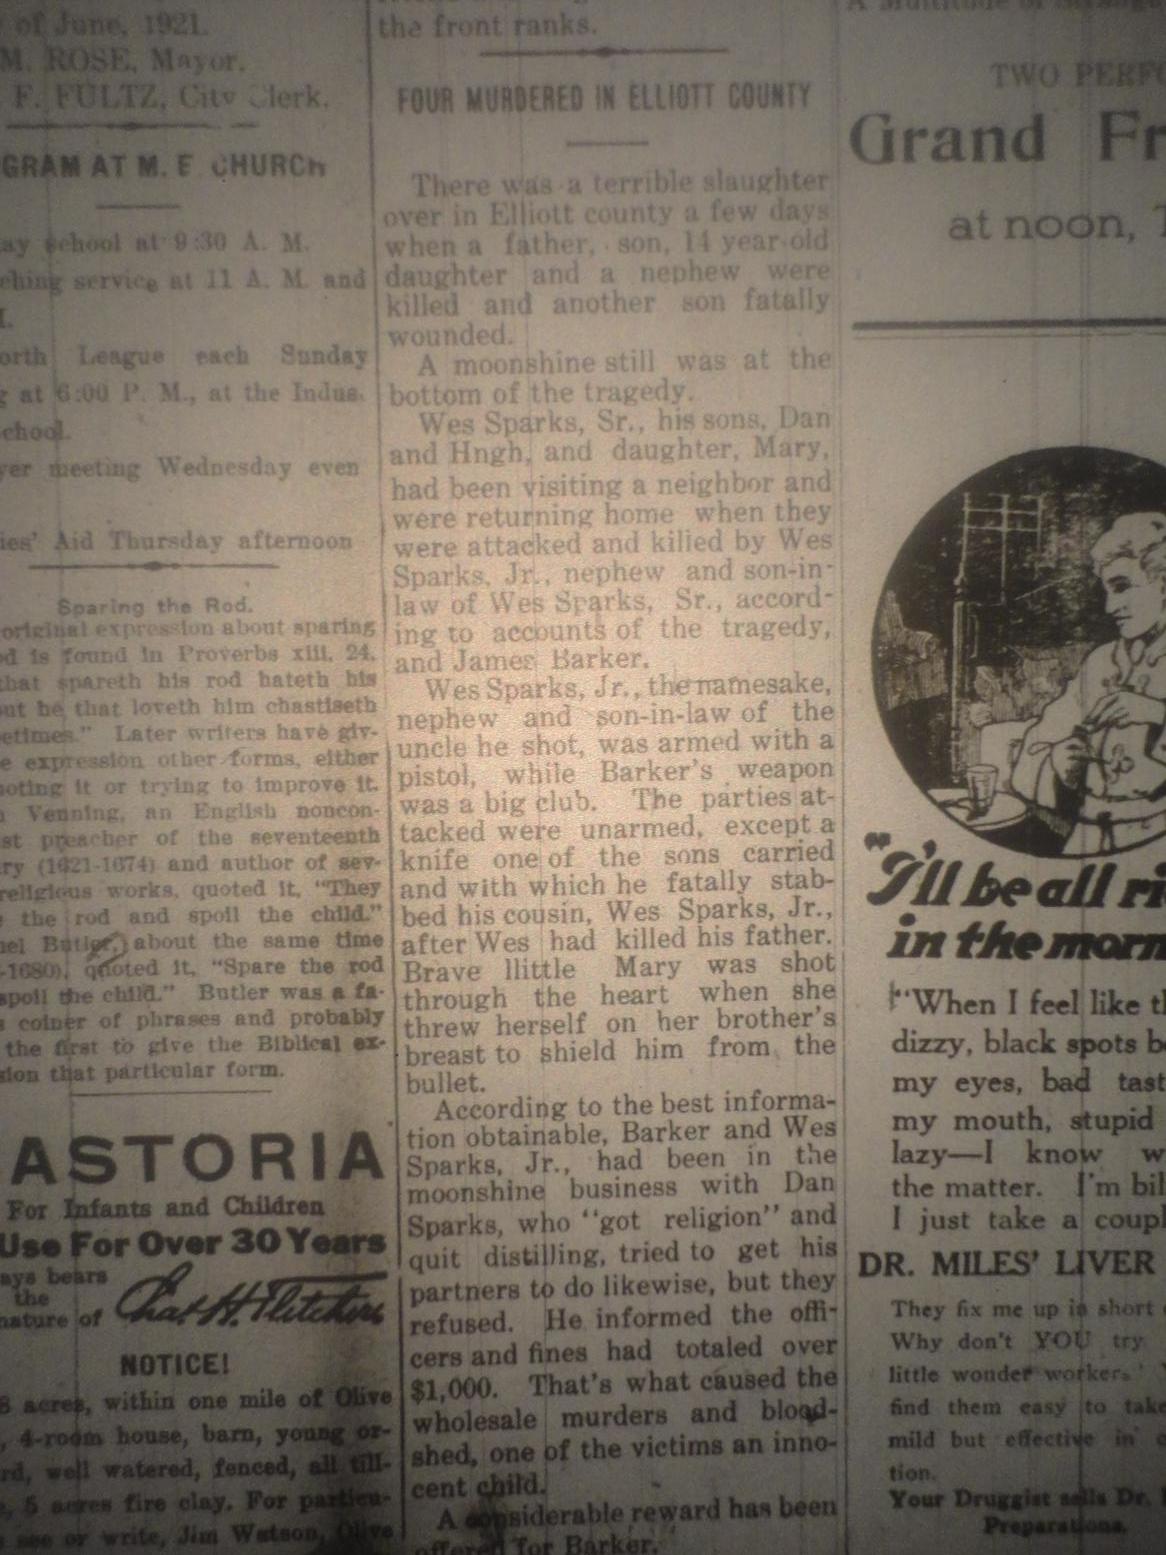 of June, 1921.
M. ROSE, Mayor.
F. FULTZ, City Clerk.
GRAM AT M. E CHURCH
ay school at 9:30 A. M.
ching service at 11 A. M. and
orth League each Sunday
at 6:00 P. M., at the Indus.
chool.
yer meeting Wednesday even
ies' Aid Thursday afternoon
Sparing the Rod.
original expression about sparing
d is found in Proverbs xiii. 24.
that spareth his rod hateth his
out he that loveth him chastiseth
etimes." Later writers have giv-
e expression other forms, either
oting it or trying to improve it.
Venning, an English noncon-
st preacher of the seventeenth
ry (1621-1674) and author of sev-
religious works, quoted it, "They
the rod and spoil the child."
el Butler, about the same time
-1680), quoted it, "Spare the rod
spoil the child." Butler was a fa-
s coiner of phrases and probably
the first to give the Biblical ex-
sion that particular form.
ASTORIA
For Infants and Children
Use For Over 30 Years
ays bears
the
nature of Chas. H. Fletcher
NOTICE!
8 acres, within one mile of Olive
, 4-room house, barn, young or-
rd, well watered, fenced, all till-
, 5 acres fire clay. For particu-
see or write, Jim Watson, Olive
the front ranks.
FOUR MURDERED IN ELLIOTT COUNTY
There was a terrible slaughter
over in Elliott county a few days
when a father, son, 14 year-old
daughter and a nephew were
killed and another son fatally
wounded.
A moonshine still was at the
bottom of the tragedy.
Wes Sparks, Sr., his sons, Dan
and Hngh, and daughter, Mary,
had been visiting a neighbor and
were returning home when they
were attacked and killed by Wes
Sparks, Jr., nephew and son-in-
law of Wes Sparks, Sr., accord-
ing to accounts of the tragedy,
and James Barker.
Wes Sparks, Jr., the namesake,
nephew and son-in-law of the
uncle he shot, was armed with a
pistol, while Barker's weapon
was a big club. The parties at-
tacked were unarmed, except a
knife one of the sons carried
and with which he fatally stab-
bed his cousin, Wes Sparks, Jr.,
after Wes had killed his father.
Brave llittle Mary was shot
through the heart when she
threw herself on her brother's
breast to shield him from the
bullet.
According to the best informa-
tion obtainable, Barker and Wes
Sparks, Jr., had been in the
moonshine business with Dan
Sparks, who "got religion" and
quit distilling, tried to get his
partners to do likewise, but they
refused. He informed the offi-
cers and fines had totaled over
$1,000. That's what caused the
wholesale murders and blood-
shed, one of the victims an inno-
cent child.
A considerable reward has been
offered for Barker.
TWO PERFO
Grand Fr
at noon,
"I'll be all ri
in the morn
"When I feel like th
dizzy, black spots be
my eyes, bad tast
my mouth, stupid
lazy—I know w
the matter. I'm bil
I just take a coupl
DR. MILES' LIVER
They fix me up in short
Why don't YOU try
little wonder workers.
find them easy to take
mild but effective in
tion.
Your Druggist sells Dr.
Preparations.